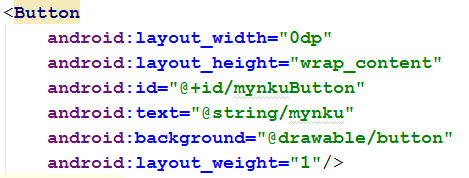 <Button
android:layout_width="0dp"
android:layout_height="wrap_content"
android:id="@+id/mynkuButton"
android:text="@string/mynku"
android:background="@drawable/button"
android:layout_weight="1"/>